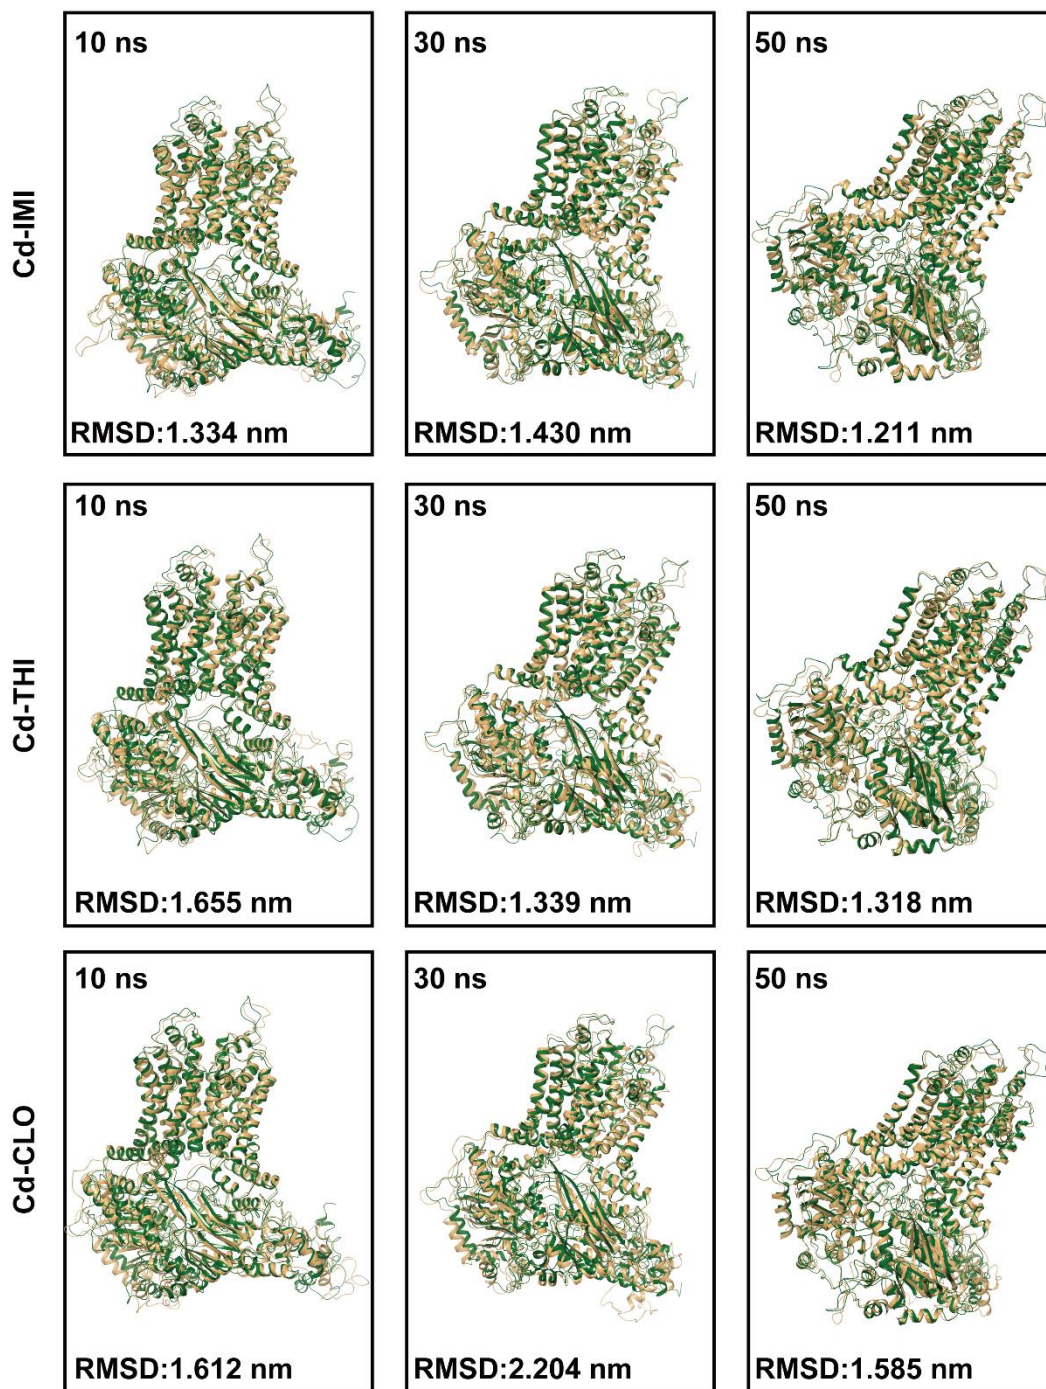 Cd-IMI
10 ns
30 ns
50 ns
RMSD:1.334 nm
RMSD:1.430 nm
RMSD:1.211 nm
Cd-THI
10 ns
30 ns
50 ns
RMSD:1.655 nm
RMSD:1.339 nm
RMSD:1.318 nm
Cd-CLO
10 ns
30 ns
50 ns
RMSD:1.612 nm
RMSD:2.204 nm
RMSD:1.585 nm